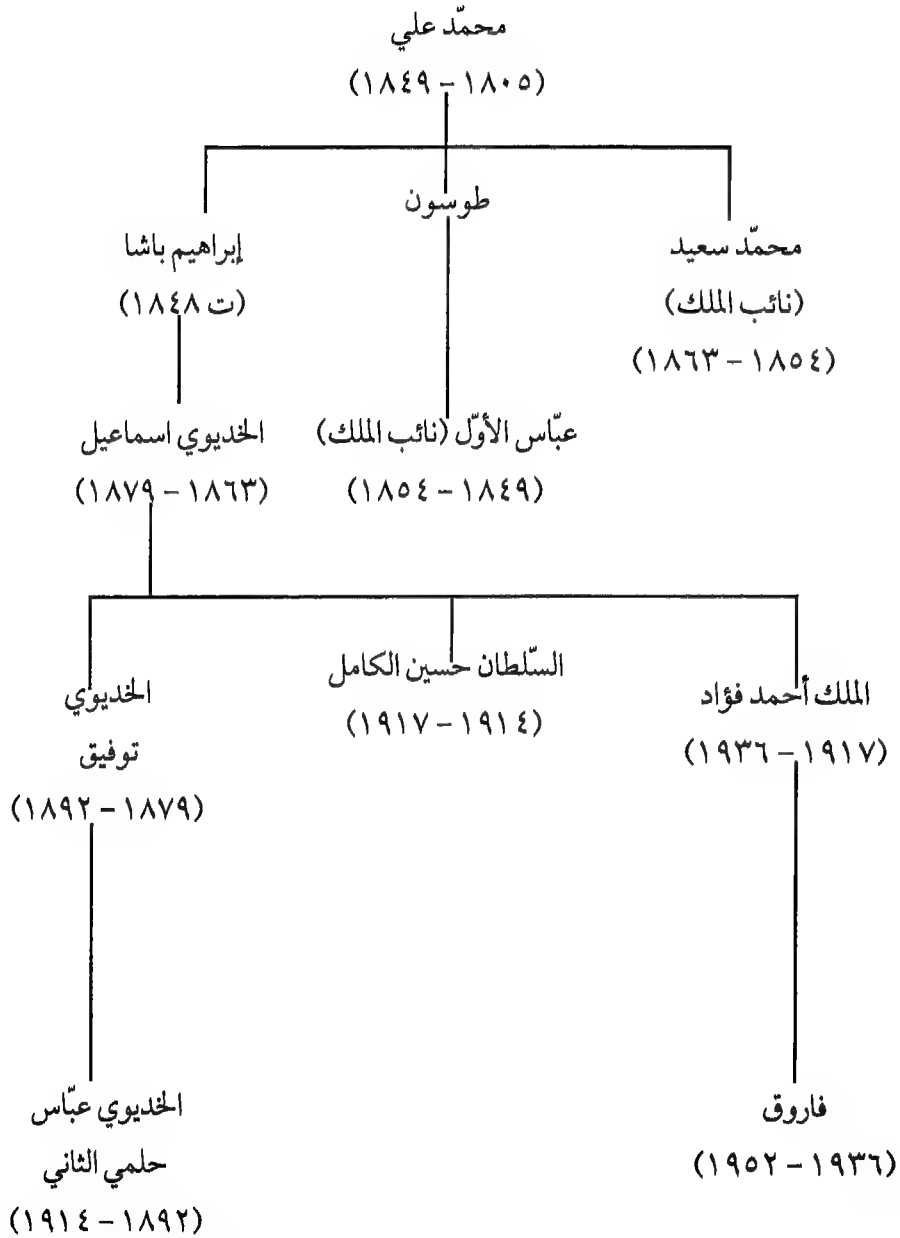 محمّد علي
(١٨٠٥ – ١٨٤٩)
محمّد سعيد
(نائب الملك)
(١٨٥٤ – ١٨٦٣)
طوسون
إبراهيم باشا
(ت ١٨٤٨)
عبّاس الأوّل (نائب الملك)
(١٨٤٩ – ١٨٥٤)
الخديوي اسماعيل
(١٨٦٣ – ١٨٧٩)
الملك أحمد فؤاد
(١٩١٧ – ١٩٣٦)
السّلطان حسين الكامل
(١٩١٤ – ١٩١٧)
الخديوي
توفيق
(١٨٧٩ – ١٨٩٢)
فاروق
(١٩٣٦ – ١٩٥٢)
الخديوي عبّاس
حلمي الثاني
(١٨٩٢ – ١٩١٤)